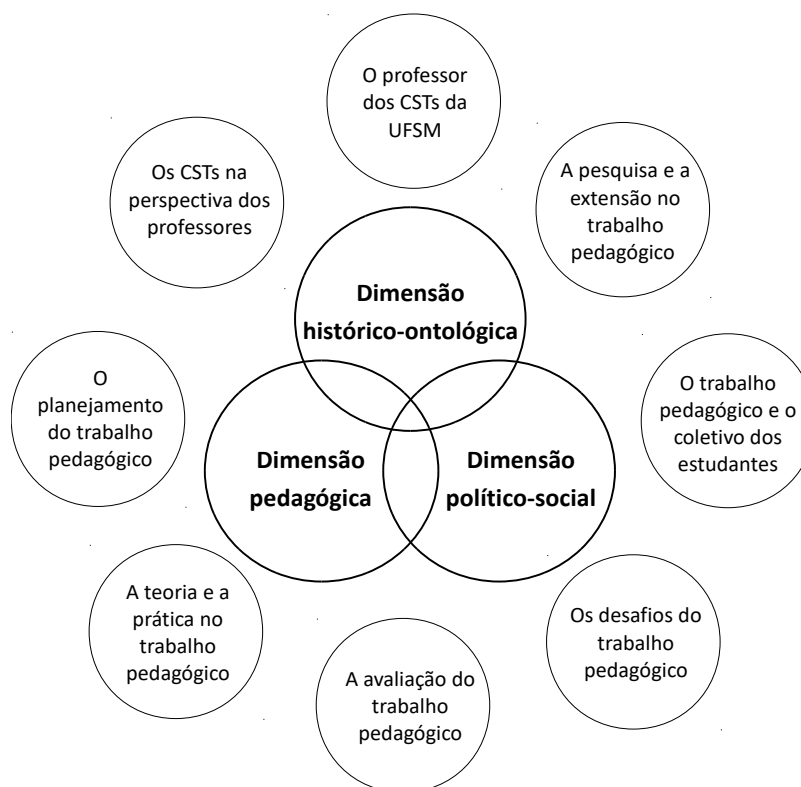 O professor
dos CSTs da
UFSM
Os CSTs na
perspectiva dos
professores
A pesquisa e a
extensão no
trabalho
pedagógico
Dimensão
histórico-ontológica
O
planejamento
do trabalho
pedagógico
O trabalho
pedagógico e o
coletivo dos
estudantes
Dimensão
pedagógica
Dimensão
político-social
A teoria e a
prática no
trabalho
pedagógico
Os desafios do
trabalho
pedagógico
A avaliação do
trabalho
pedagógico